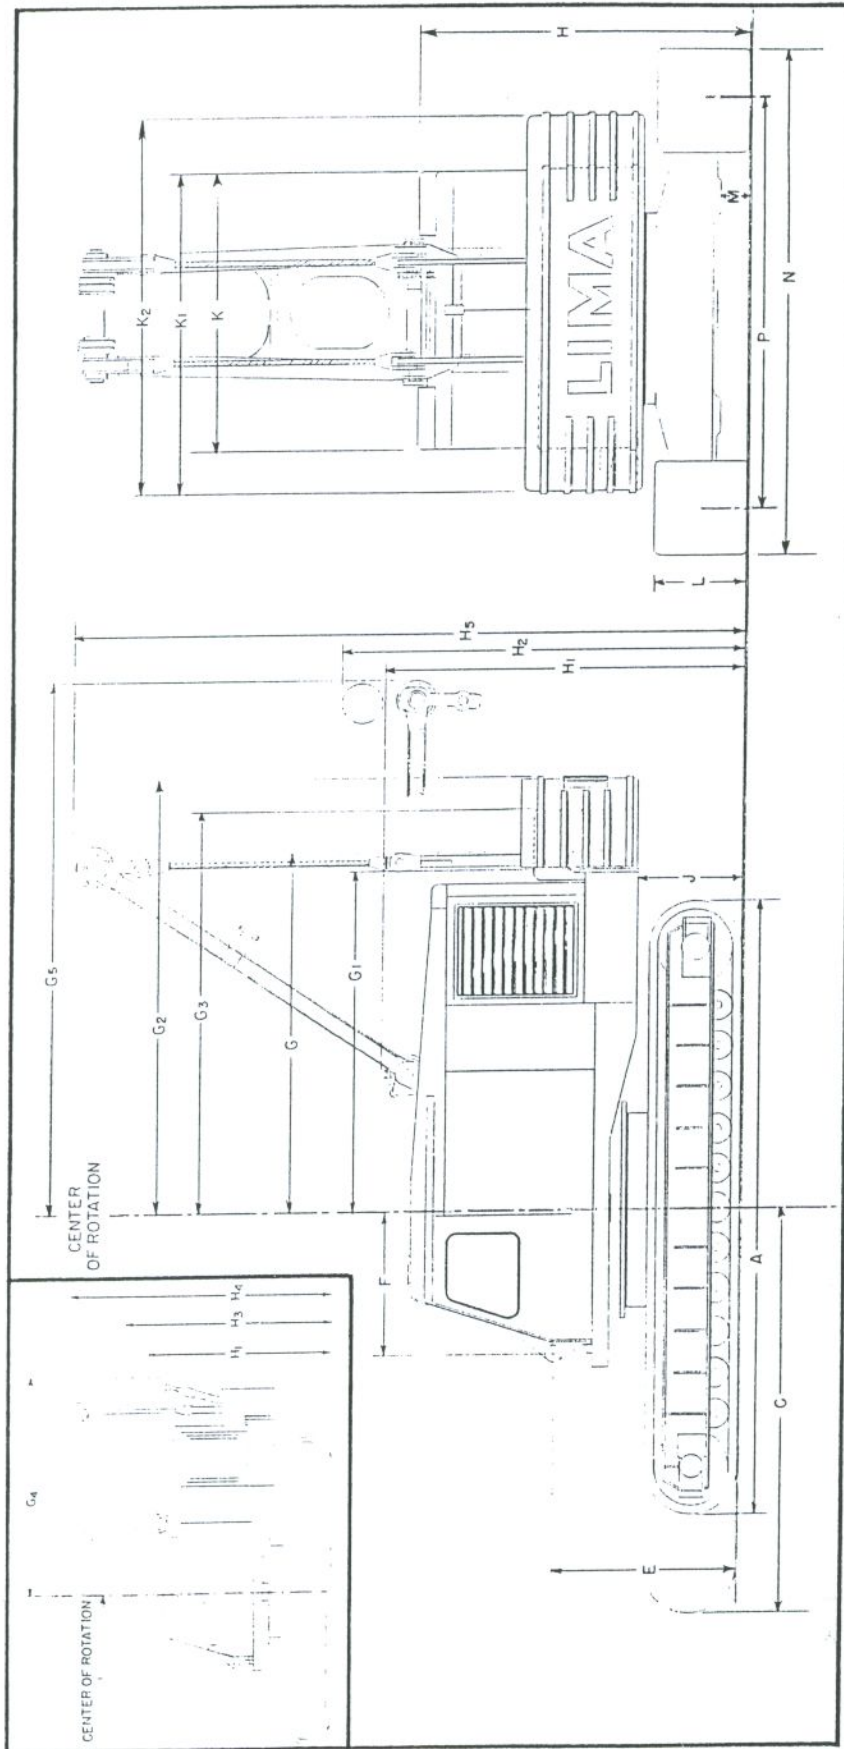 CENTER OF ROTATION
G4
H1
H3
H4
CENTER
OF ROTATION
G5
G2
G3
G
G1
F
H5
H2
H1
J
E
A
C
K2
K1
K
H
LIMA
L
M
P
N